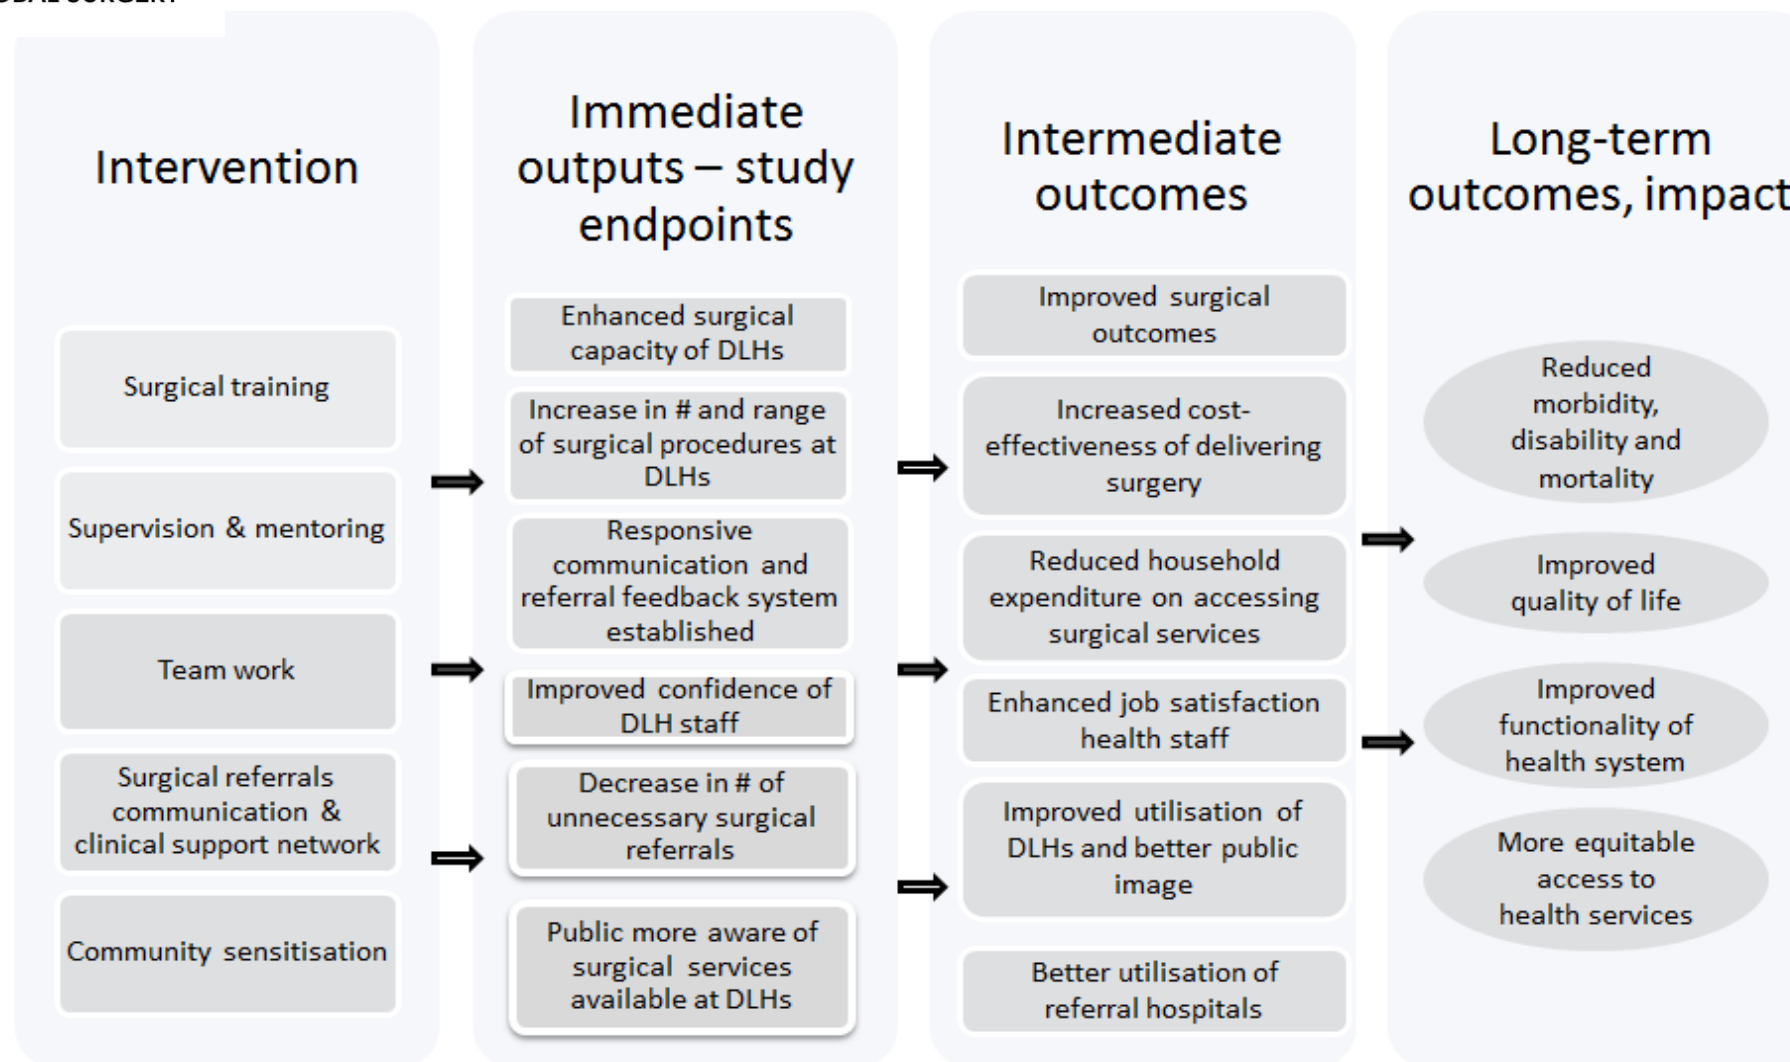 Intervention
Surgical training
Supervision & mentoring
Team work
Surgical referrals
communication &
clinical support network
Community sensitisation
Immediate
outputs – study
endpoints
Enhanced surgical
capacity of DLHs
Increase in # and range
of surgical procedures at
DLHs
Responsive
communication and
referral feedback system
established
Improved confidence of
DLH staff
Decrease in # of
unnecessary surgical
referrals
Public more aware of
surgical services
available at DLHs
Intermediate
outcomes
Improved surgical
outcomes
Increased cost-
effectiveness of delivering
surgery
Reduced household
expenditure on accessing
surgical services
Enhanced job satisfaction
health staff
Improved utilisation of
DLHs and better public
image
Better utilisation of
referral hospitals
Long-term
outcomes, impact
Reduced
morbidity,
disability and
mortality
Improved
quality of life
Improved
functionality of
health system
More equitable
access to
health services